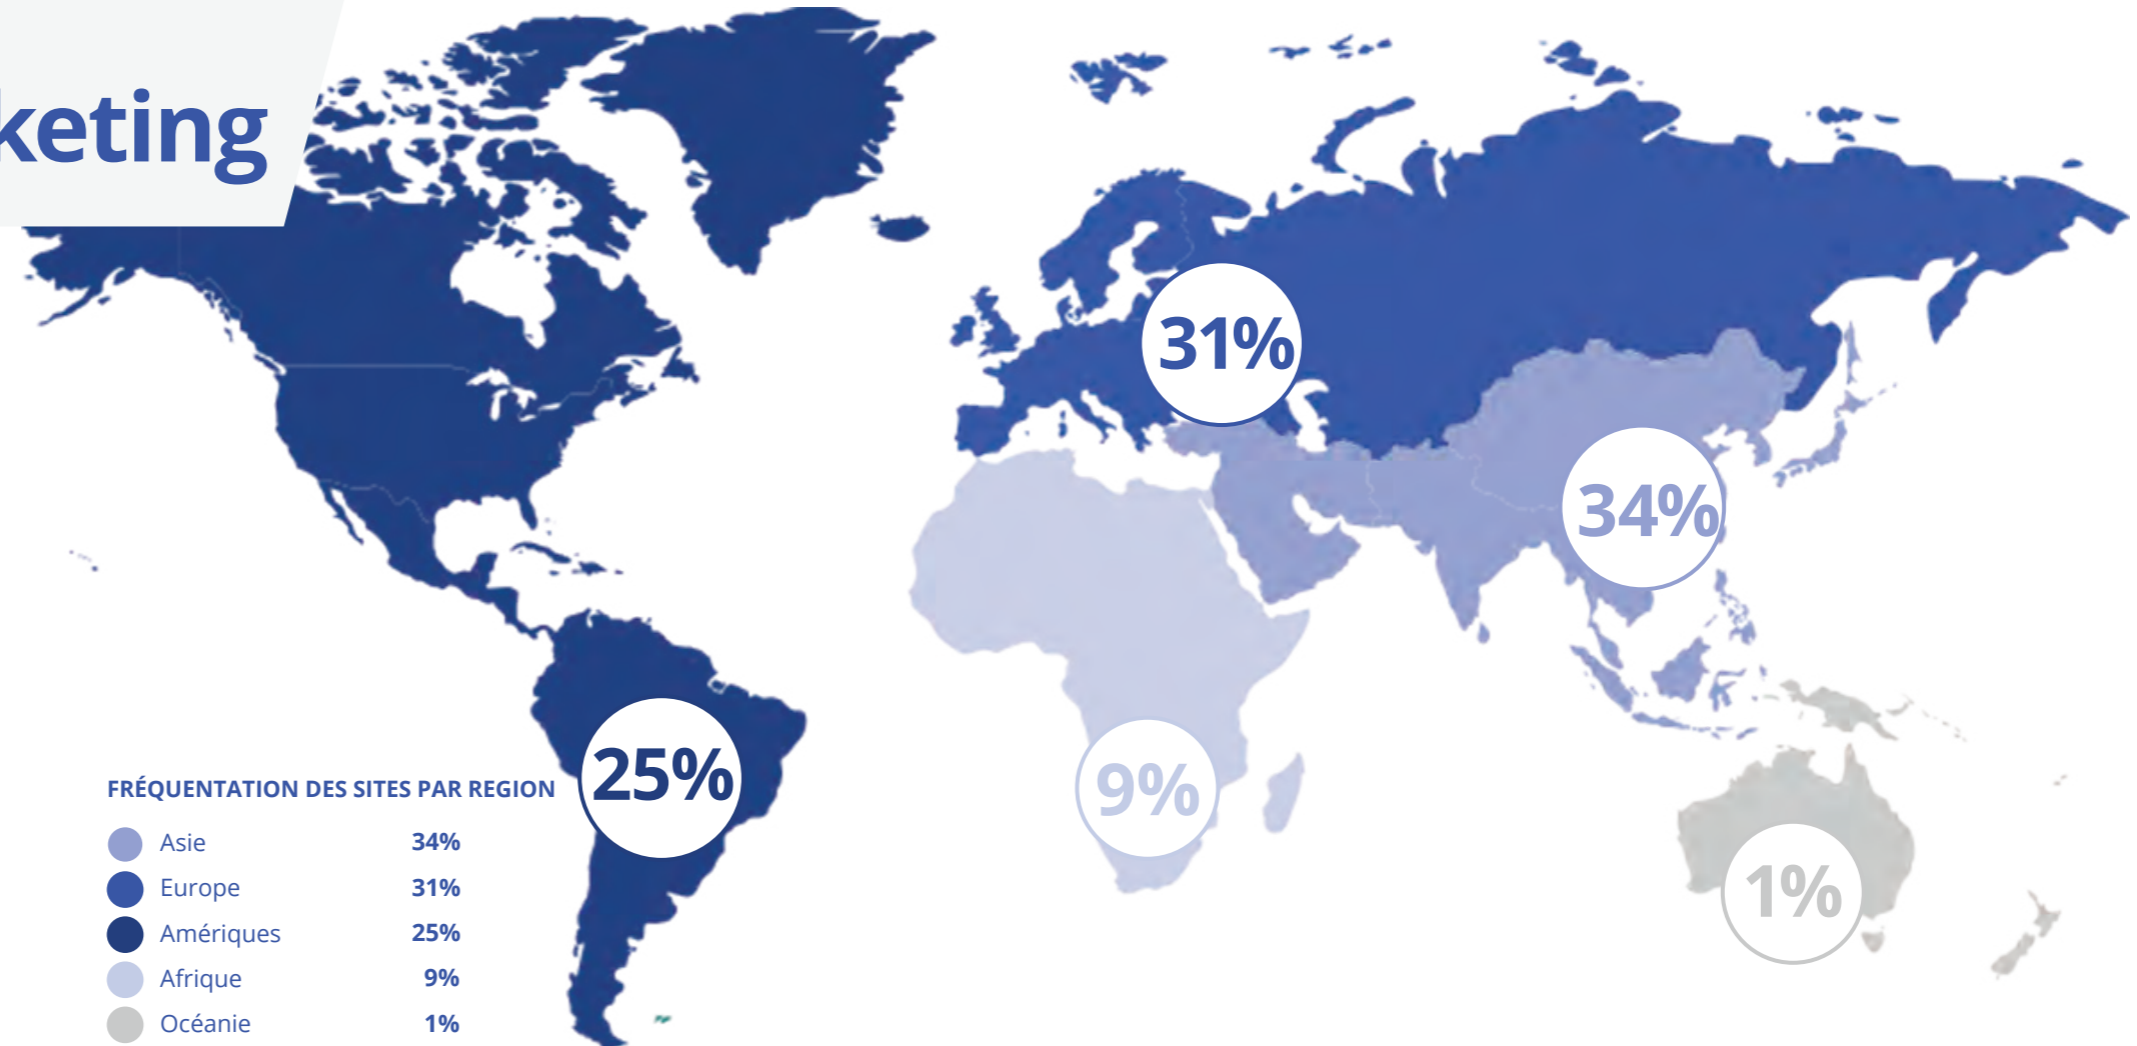 keting
31%
34%
25%
9%
1%
FRÉQUENTATION DES SITES PAR REGION
Asie 34%
Europe 31%
Amériques 25%
Afrique 9%
Océanie 1%